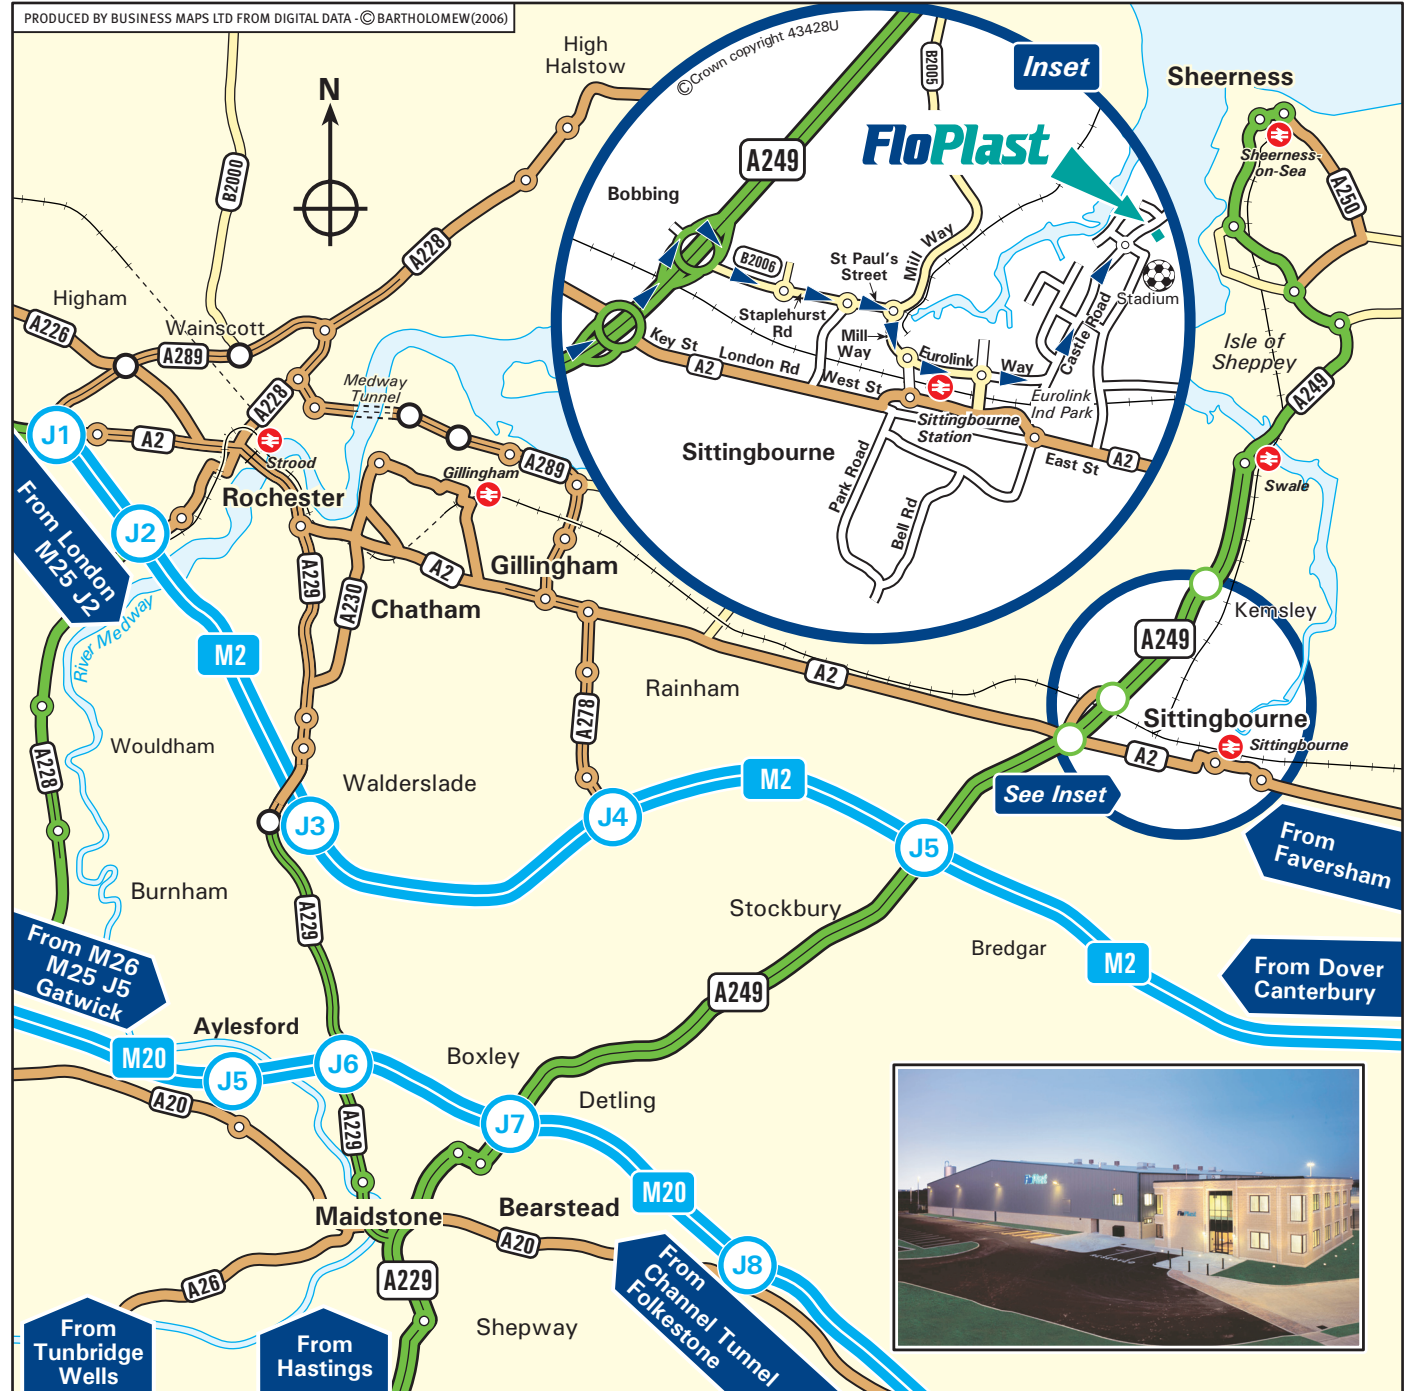 PRODUCED BY BUSINESS MAPS LTD FROM DIGITAL DATA - © BARTHOLOMEW(2006)
High
Halstow
©Crown copyright 43428U
B2005
Inset
Sheerness
N
FloPlast
Sheerness-
on-Sea
B2000
A249
A250
Bobbing
A228
B2006
St Paul's
Street
Mill Way
Stadium
Higham
Wainscott
A226
A289
Staplehurst
Rd
Castle Road
Isle of
Sheppey
Key St
Mill
Way
Eurolink
Way
A2
London Rd
West St
Eurolink
Ind Park
A249
Medway
Tunnel
A228
Sittingbourne
Station
J1
A2
Strood
A289
Gillingham
Sittingbourne
East St
A2
Park Road
Bell Rd
Swale
Rochester
From London
M25 J2
J2
A2
Gillingham
A229
A230
Chatham
Kemsley
A249
River Medway
M2
A2
Rainham
A278
Sittingbourne
Sittingbourne
A2
Wouldham
A228
Walderslade
M2
See Inset
J3
J4
J5
From
Faversham
Burnham
A229
Stockbury
Bredgar
M2
From Dover
Canterbury
From M26
M25 J5
Gatwick
A249
Aylesford
M20
J5
J6
Boxley
A20
A229
J7
Detling
FloPlast
FloPlast
M20
Maidstone
Bearstead
A20
J8
A26
A229
From
Channel Tunnel
Folkestone
From
Tunbridge
Wells
From
Hastings
Shepway